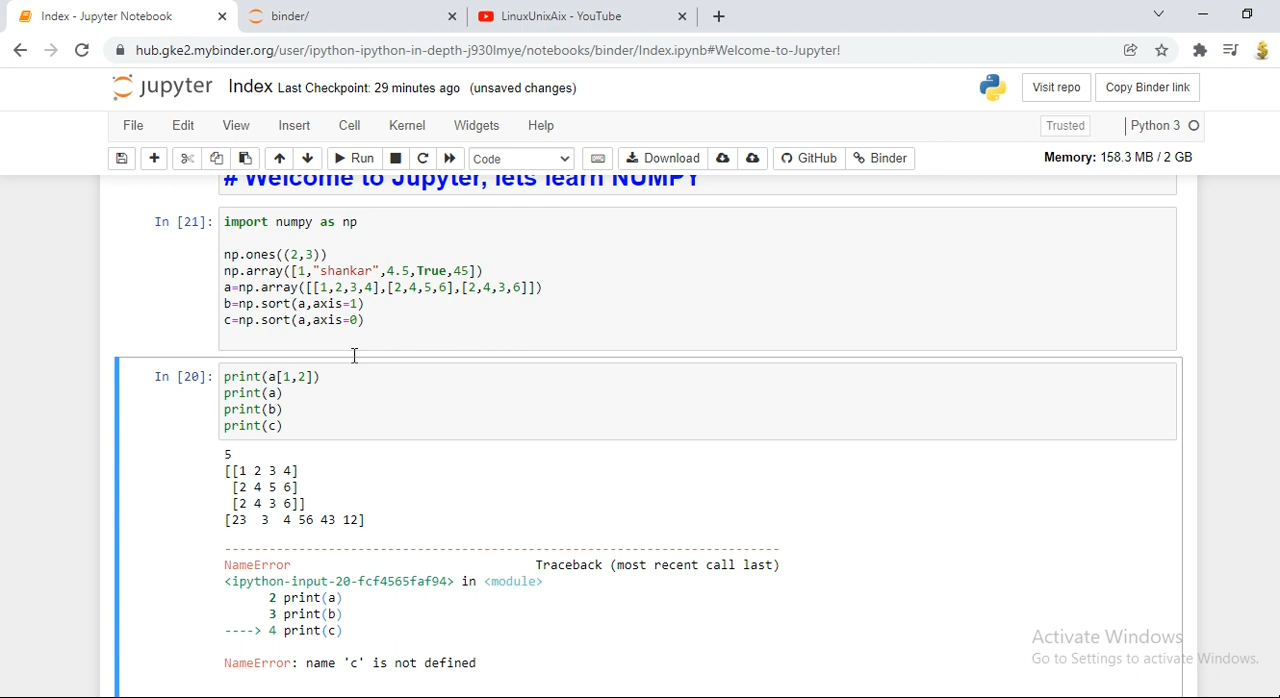 Index - Jupyter Notebook
binder/
LinuxUnixAix - YouTube
hub.gke2.mybinder.org/user/ipython-ipython-in-depth-j930lmye/notebooks/binder/Index.ipynb#Welcome-to-Jupyter!
jupyter Index Last Checkpoint: 29 minutes ago (unsaved changes)
Visit repo
Copy Binder link
File Edit View Insert Cell Kernel Widgets Help
Trusted
Python 3
Run
Code
Download
GitHub
Binder
Memory: 158.3 MB / 2 GB
# Welcome to Jupyter, lets learn NUMPY
In [21]: import numpy as np
np.ones((2,3))
np.array([1,"shankar",4.5,True,45])
a=np.array([[1,2,3,4],[2,4,5,6],[2,4,3,6]])
b=np.sort(a,axis=1)
c=np.sort(a,axis=0)
In [20]: print(a[1,2])
print(a)
print(b)
print(c)
5
[[1 2 3 4]
[2 4 5 6]
[2 4 3 6]]
[23 3 4 56 43 12]
---------------------------------------------------------------------------
NameError Traceback (most recent call last)
<ipython-input-20-fcf4565faf94> in <module>
2 print(a)
3 print(b)
----> 4 print(c)
NameError: name 'c' is not defined
Activate Windows
Go to Settings to activate Windows.